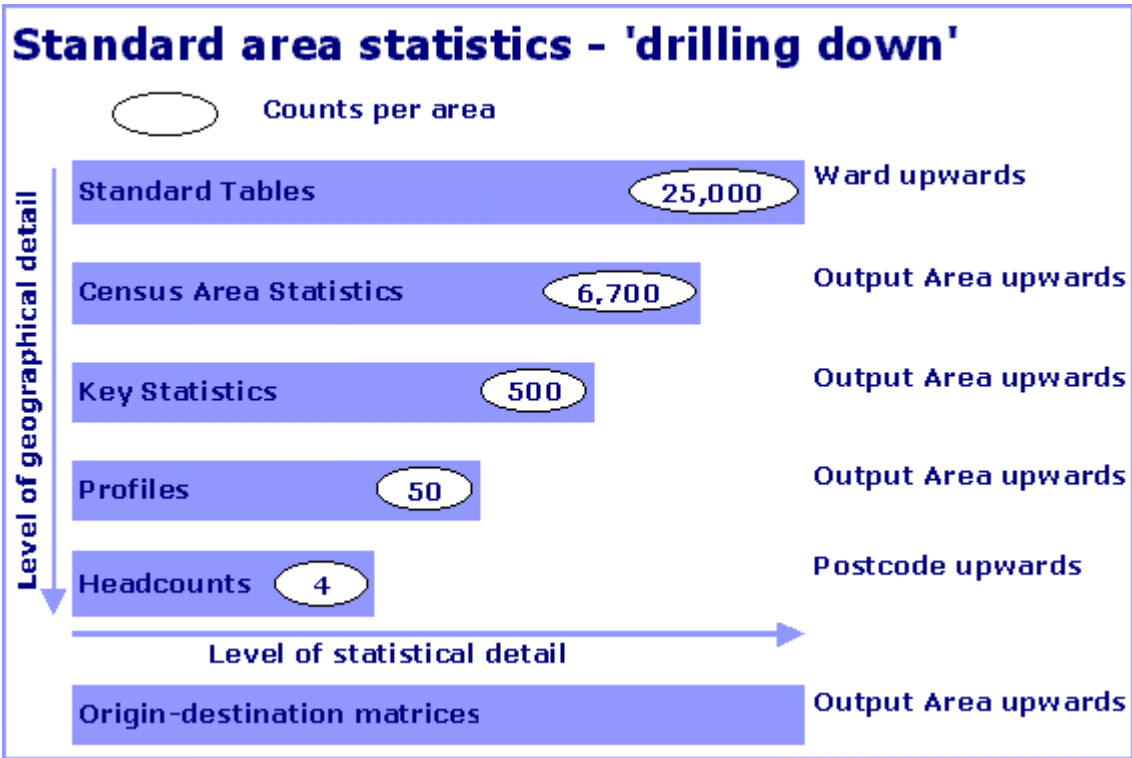 Standard area statistics - 'drilling down'
Counts per area
Level of geographical detail
Standard Tables 25,000 Ward upwards
Census Area Statistics 6,700 Output Area upwards
Key Statistics 500 Output Area upwards
Profiles 50 Output Area upwards
Headcounts 4 Postcode upwards
Level of statistical detail
Origin-destination matrices Output Area upwards